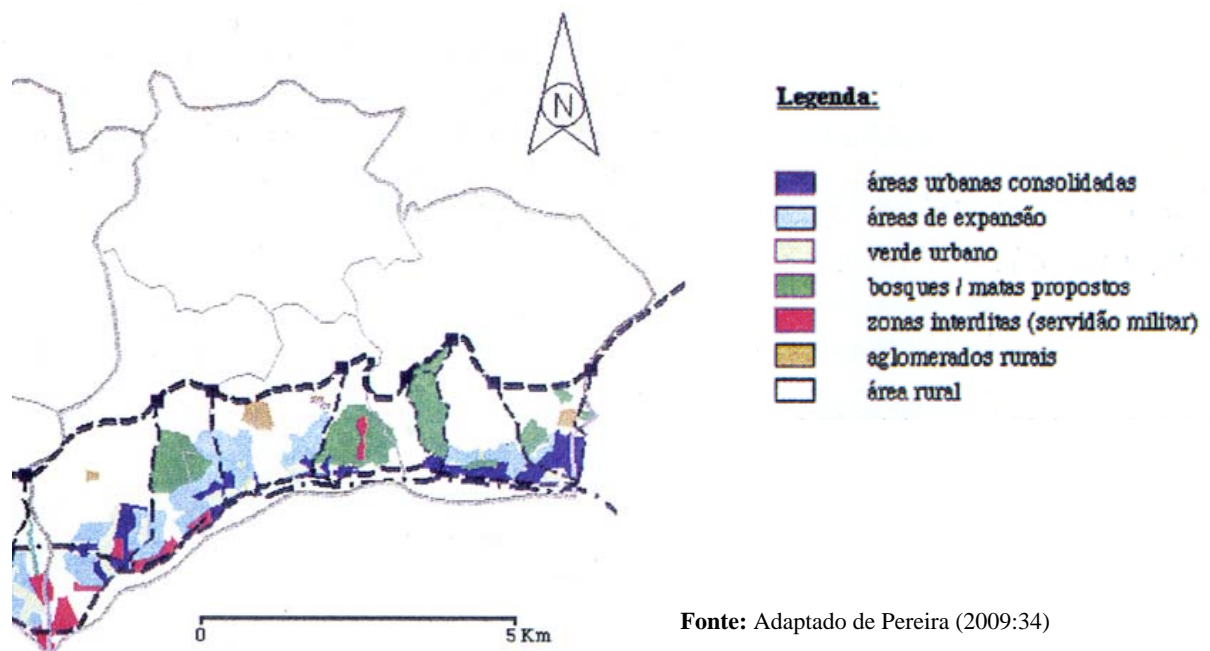 N
Legenda:
áreas urbanas consolidadas
áreas de expansão
verde urbano
bosques / matas propostos
zonas interditas (servidão militar)
aglomerados rurais
área rural
0
5 Km
Fonte: Adaptado de Pereira (2009:34)